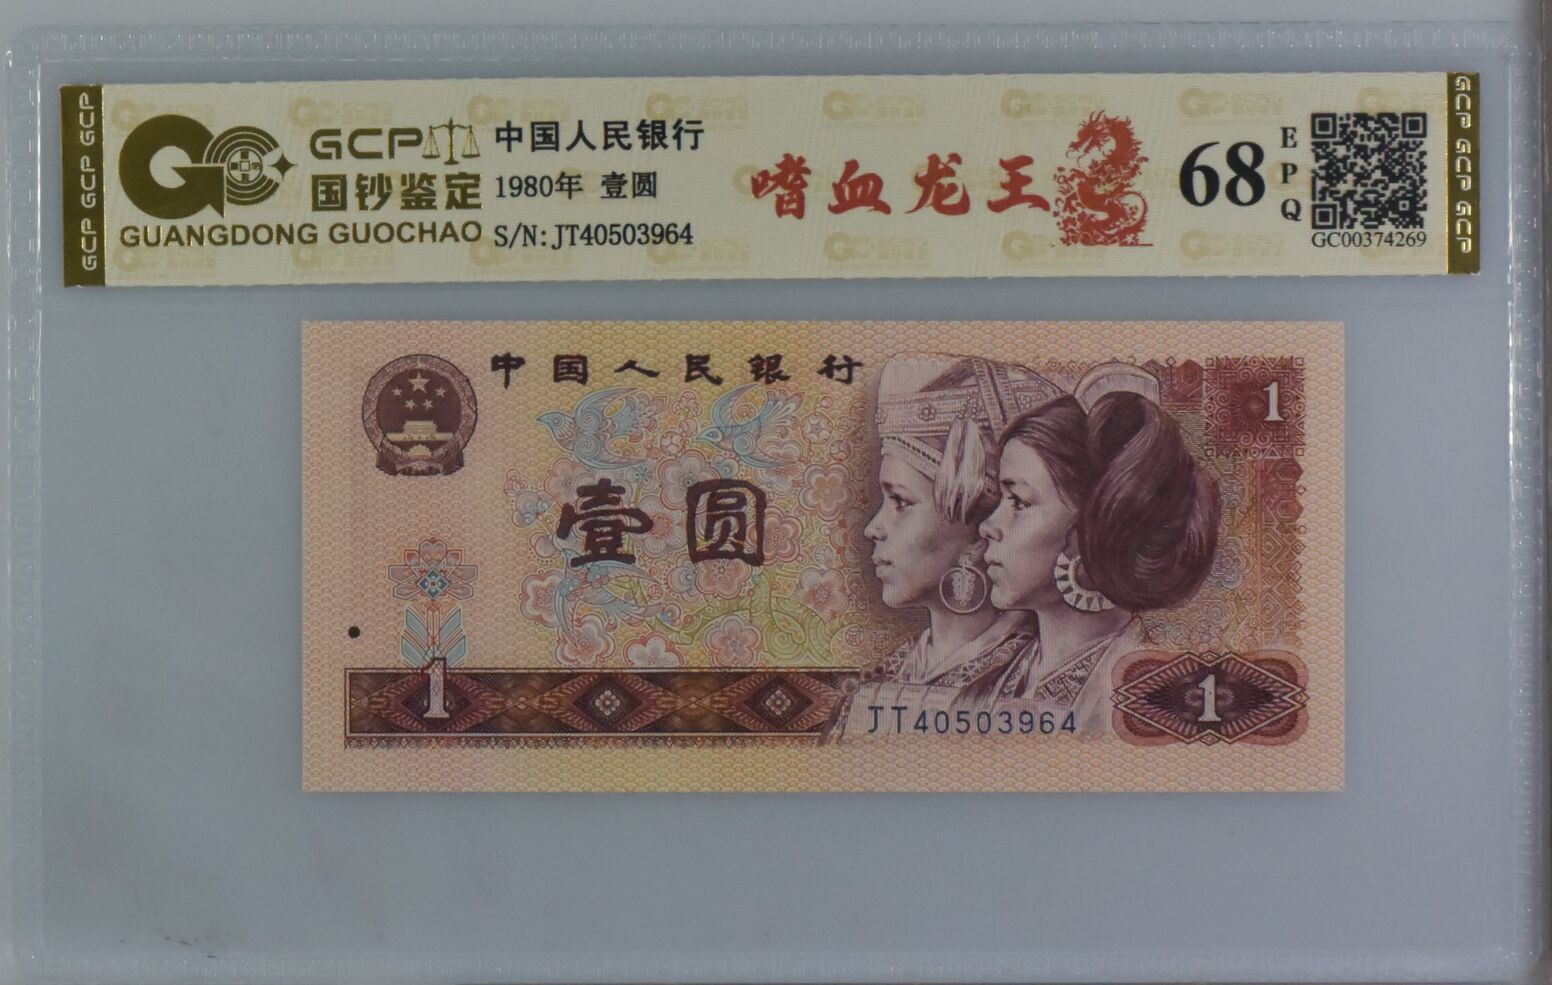 GCP GCP GCP
GCP
国钞鉴定
GUANGDONG GUOCHAO
中国人民银行
1980年 壹圆
S/N:JT40503964
嗜血龙王
68
EPQ
GC00374269
GCP GCP GCP
中国人民银行
1
壹圆
1
JT40503964
1